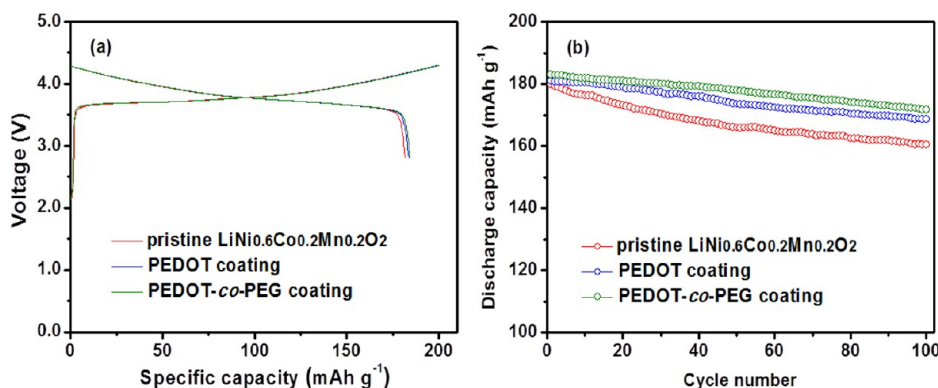 (a)
5.0
4.0
3.0
2.0
1.0
0.0
Voltage (V)
pristine LiNi0.6Co0.2Mn0.2O2
PEDOT coating
PEDOT-co-PEG coating
0
50
100
150
200
Specific capacity (mAh g-1)
(b)
200
180
160
140
120
100
Discharge capacity (mAh g-1)
pristine LiNi0.6Co0.2Mn0.2O2
PEDOT coating
PEDOT-co-PEG coating
0
20
40
60
80
100
Cycle number